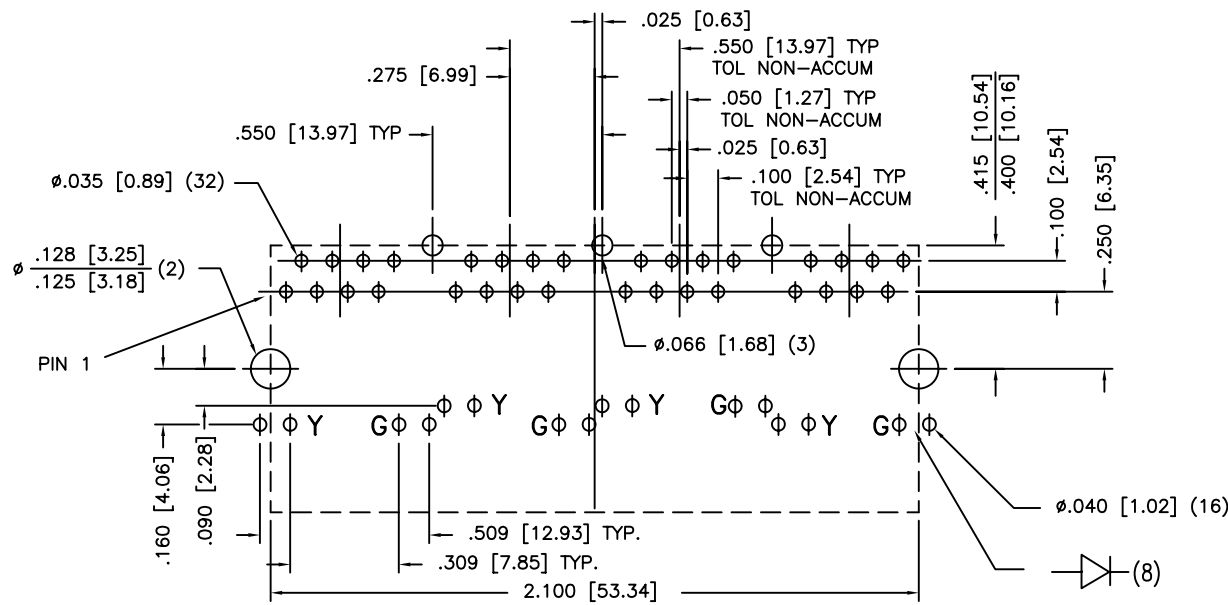 .025 [0.63]
.550 [13.97] TYP
TOL NON-ACCUM
.275 [6.99]
.050 [1.27] TYP
TOL NON-ACCUM
.550 [13.97] TYP
.025 [0.63]
.415 [10.54]
.400 [10.16]
.100 [2.54]
.250 [6.35]
ø.035 [0.89] (32)
.100 [2.54] TYP
TOL NON-ACCUM
ø .128 [3.25]
.125 [3.18] (2)
PIN 1
ø.066 [1.68] (3)
Y G Y G Y G Y G
.160 [4.06]
.090 [2.28]
ø.040 [1.02] (16)
.509 [12.93] TYP.
.309 [7.85] TYP.
(8)
2.100 [53.34]